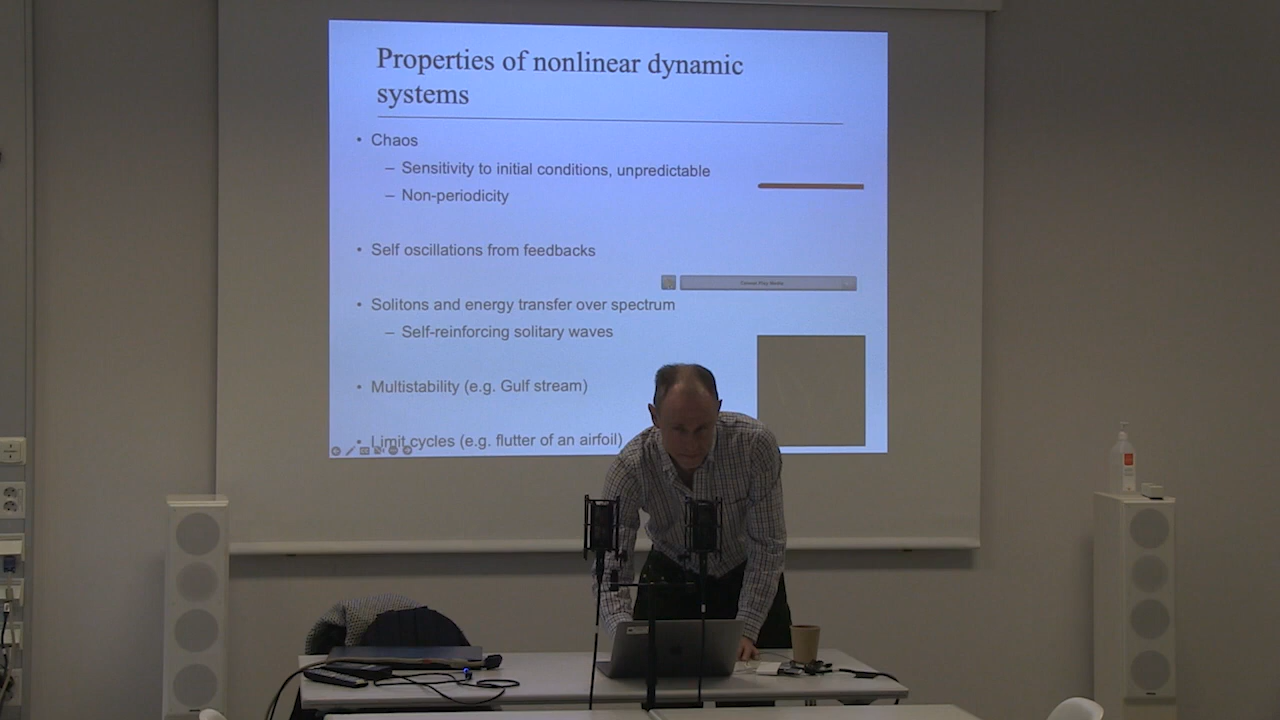 Properties of nonlinear dynamic
systems
• Chaos
– Sensitivity to initial conditions, unpredictable
– Non-periodicity
• Self oscillations from feedbacks
• Solitons and energy transfer over spectrum
– Self-reinforcing solitary waves
• Multistability (e.g. Gulf stream)
• Limit cycles (e.g. flutter of an airfoil)